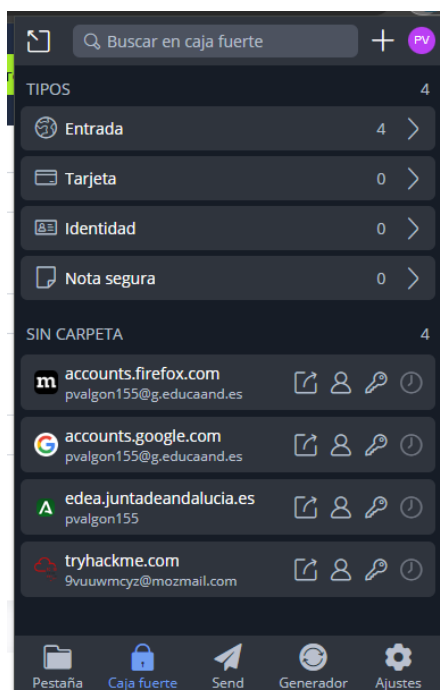 Buscar en caja fuerte
PV
TIPOS 4
Entrada 4
Tarjeta 0
Identidad 0
Nota segura 0
SIN CARPETA 4
m accounts.firefox.com
pvalgon155@g.educaand.es
G accounts.google.com
pvalgon155@g.educaand.es
A edea.juntadeandalucia.es
pvalgon155
tryhackme.com
9vuuwmcyz@mozmail.com
Pestaña Caja fuerte Send Generador Ajustes